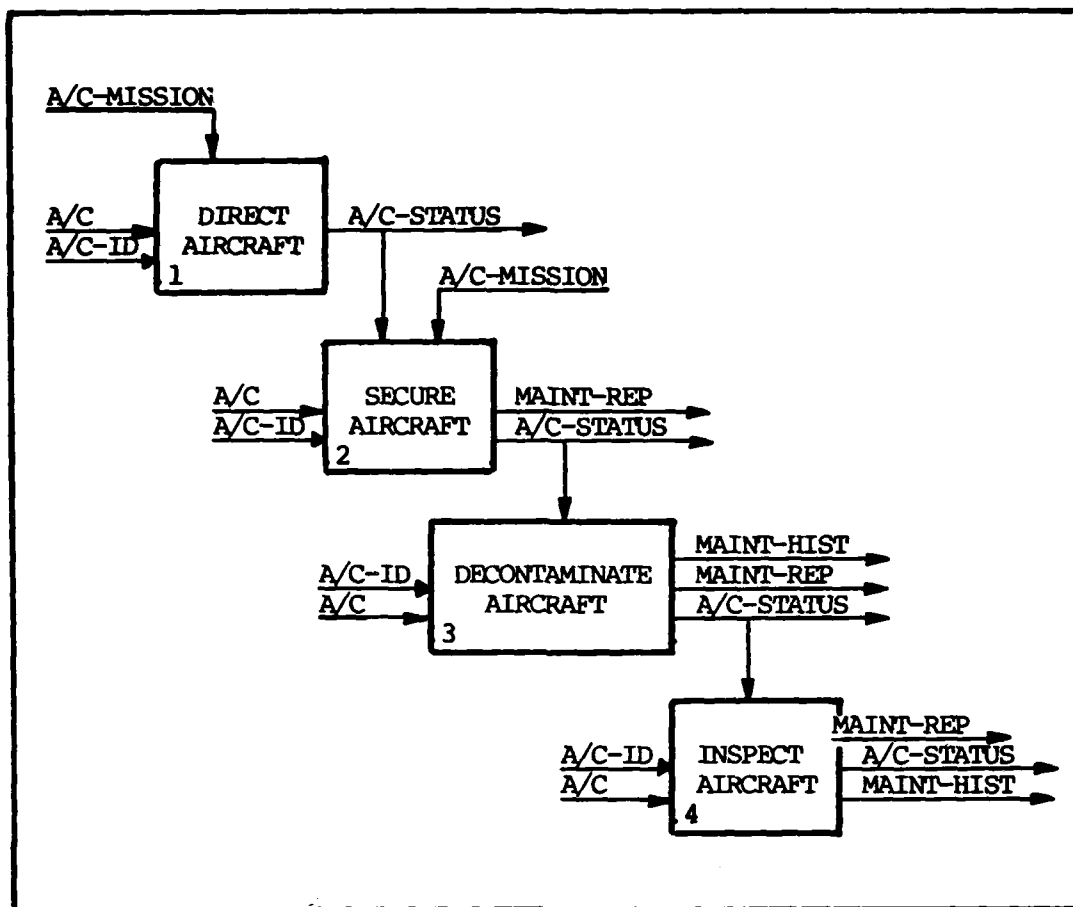 A/C-MISSION
A/C
A/C-ID
DIRECT
AIRCRAFT
1
A/C-STATUS
A/C-MISSION
A/C
A/C-ID
SECURE
AIRCRAFT
2
MAINT-REP
A/C-STATUS
A/C-ID
A/C
DECONTAMINATE
AIRCRAFT
3
MAINT-HIST
MAINT-REP
A/C-STATUS
A/C-ID
A/C
INSPECT
AIRCRAFT
4
MAINT-REP
A/C-STATUS
MAINT-HIST